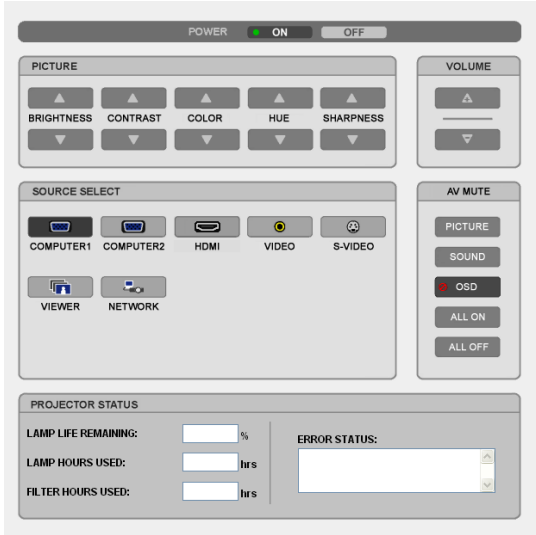 POWER ON OFF
PICTURE
BRIGHTNESS CONTRAST COLOR HUE SHARPNESS
VOLUME
SOURCE SELECT
COMPUTER1 COMPUTER2 HDMI VIDEO S-VIDEO
VIEWER NETWORK
AV MUTE
PICTURE
SOUND
OSD
ALL ON
ALL OFF
PROJECTOR STATUS
LAMP LIFE REMAINING: %
LAMP HOURS USED: hrs
FILTER HOURS USED: hrs
ERROR STATUS: